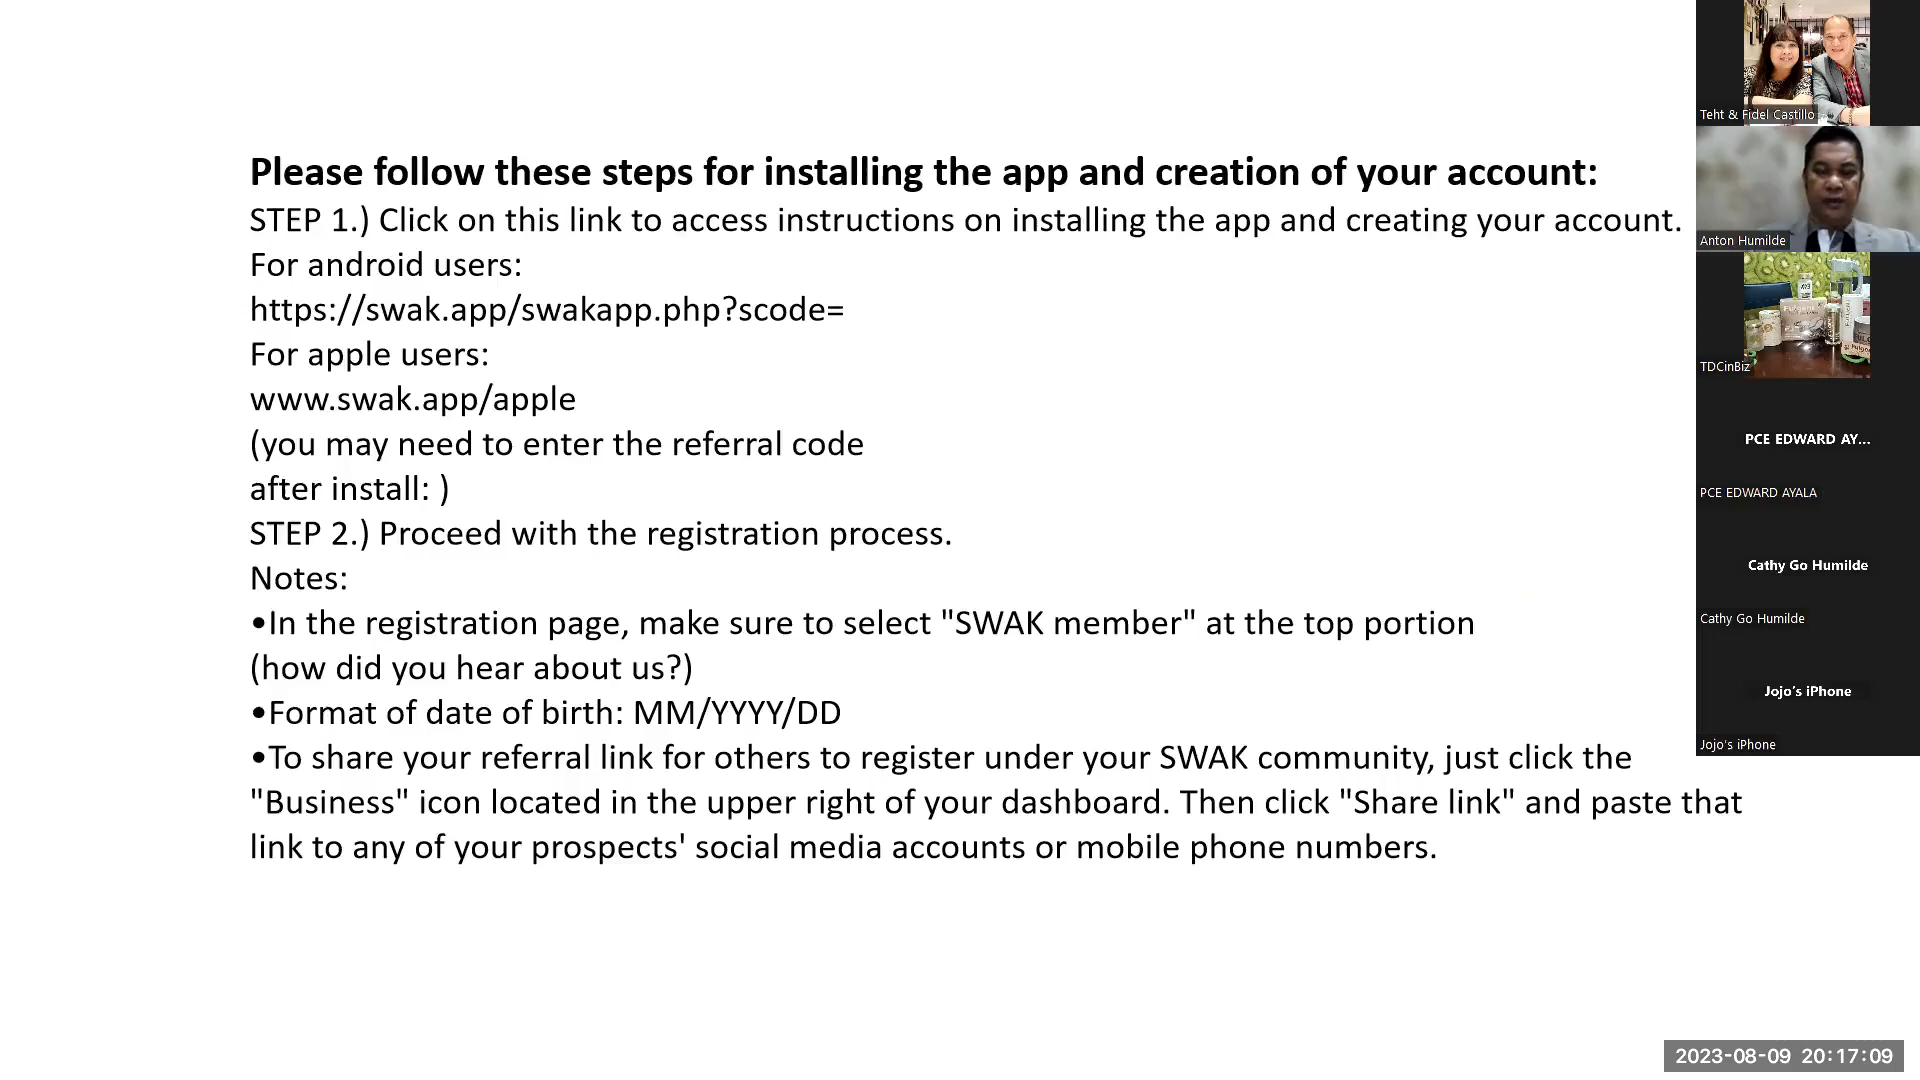 Please follow these steps for installing the app and creation of your account:
STEP 1.) Click on this link to access instructions on installing the app and creating your account.
For android users:
https://swak.app/swakapp.php?scode=
For apple users:
www.swak.app/apple
(you may need to enter the referral code
after install: )
STEP 2.) Proceed with the registration process.
Notes:
•In the registration page, make sure to select "SWAK member" at the top portion
(how did you hear about us?)
•Format of date of birth: MM/YYYY/DD
•To share your referral link for others to register under your SWAK community, just click the
"Business" icon located in the upper right of your dashboard. Then click "Share link" and paste that
link to any of your prospects' social media accounts or mobile phone numbers.
Teht & Fidel Castillo
Anton Humilde
TDCinBiz
PCE EDWARD AY...
PCE EDWARD AYALA
Cathy Go Humilde
Cathy Go Humilde
Jojo's iPhone
Jojo's iPhone
2023-08-09 20:17:09